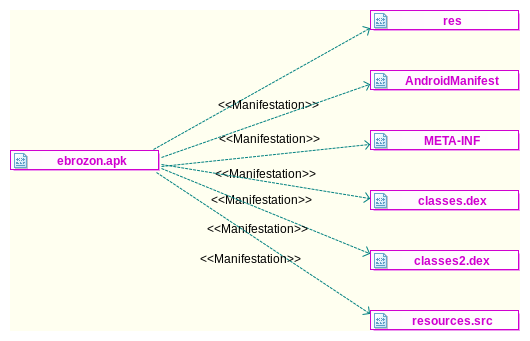 res
AndroidManifest
<<Manifestation>>
META-INF
<<Manifestation>>
ebrozon.apk
<<Manifestation>>
classes.dex
<<Manifestation>>
<<Manifestation>>
classes2.dex
<<Manifestation>>
resources.src